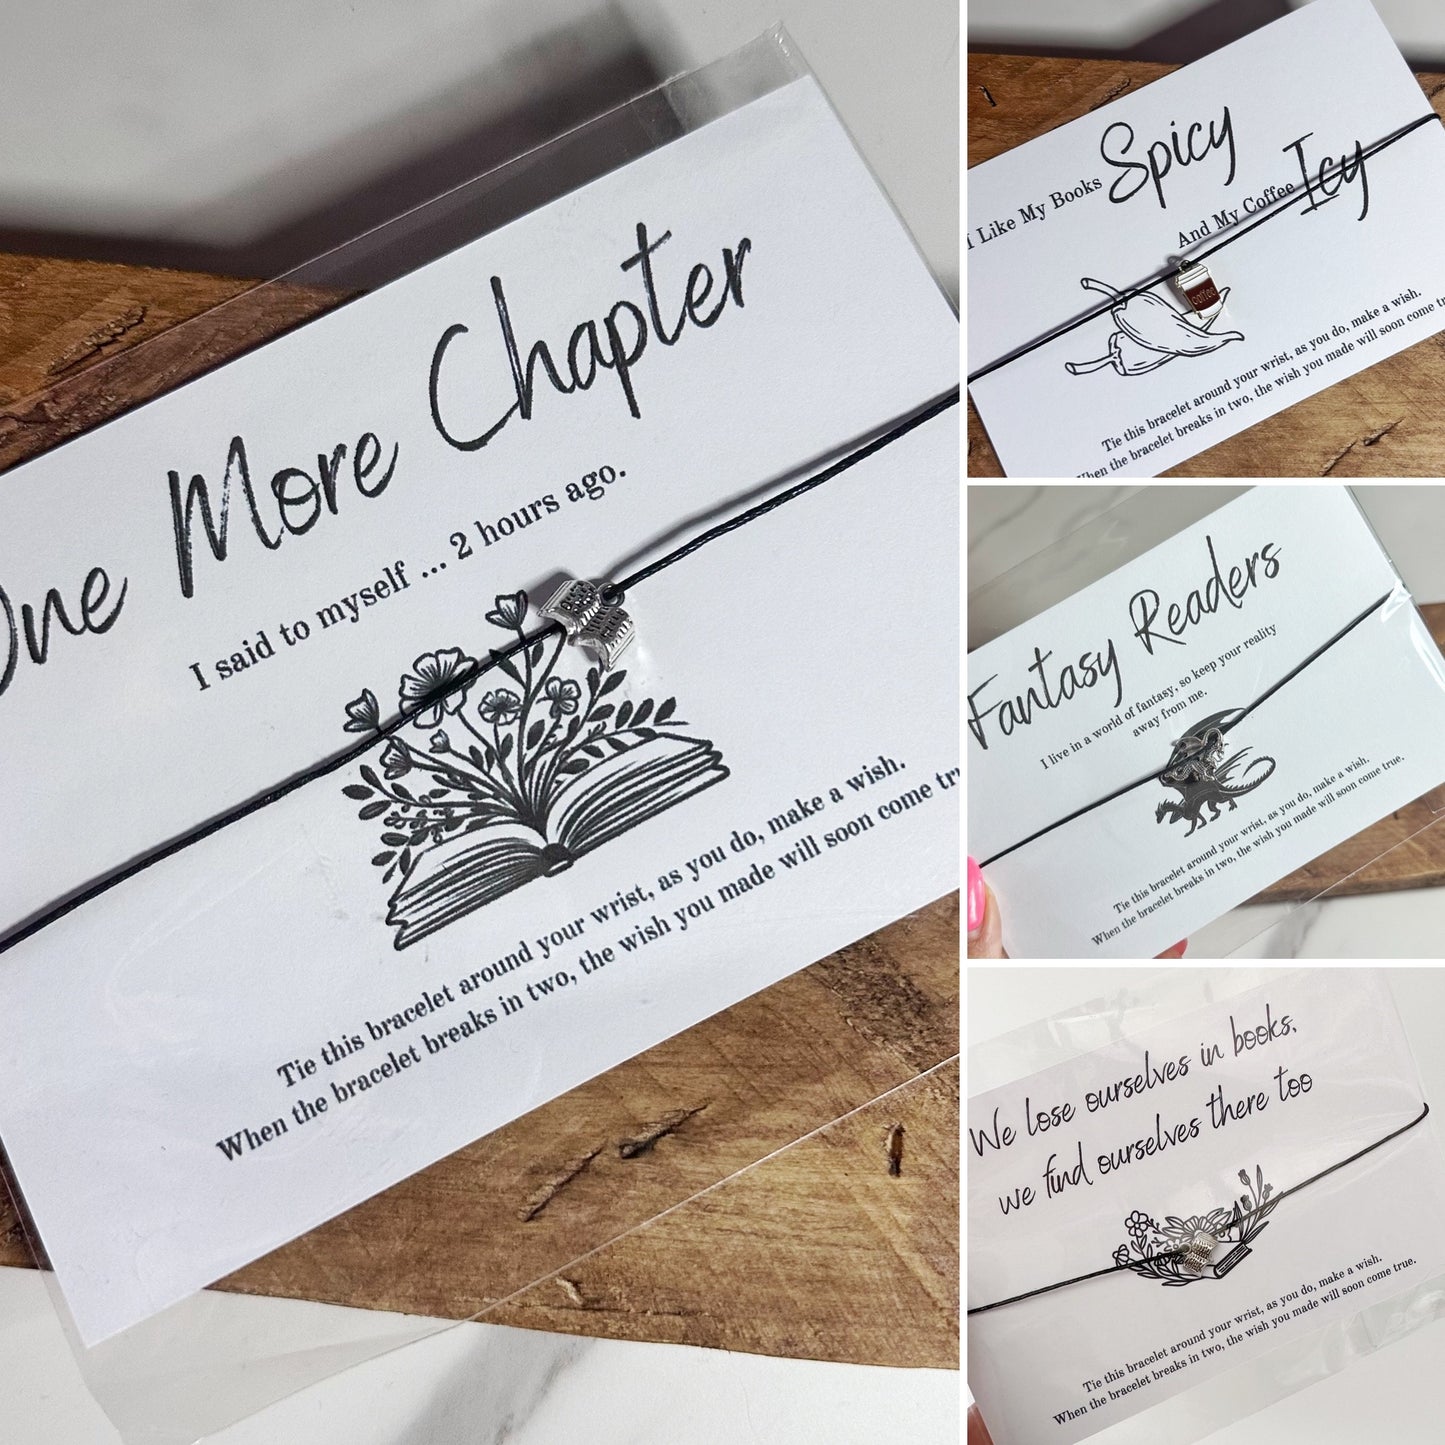 One More Chapter
I said to myself ... 2 hours ago.
Tie this bracelet around your wrist, as you do, make a wish.
When the bracelet breaks in two, the wish you made will soon come tru
I Like My Books Spicy
And My Coffee Icy
coffee
Tie this bracelet around your wrist, as you do, make a wish.
When the bracelet breaks in two, the wish you made will soon come tr
Fantasy Readers
I live in a world of fantasy, so keep your reality
away from me.
Tie this bracelet around your wrist, as you do, make a wish.
When the bracelet breaks in two, the wish you made will soon come true.
We lose ourselves in books,
we find ourselves there too
Tie this bracelet around your wrist, as you do, make a wish.
When the bracelet breaks in two, the wish you made will soon come true.